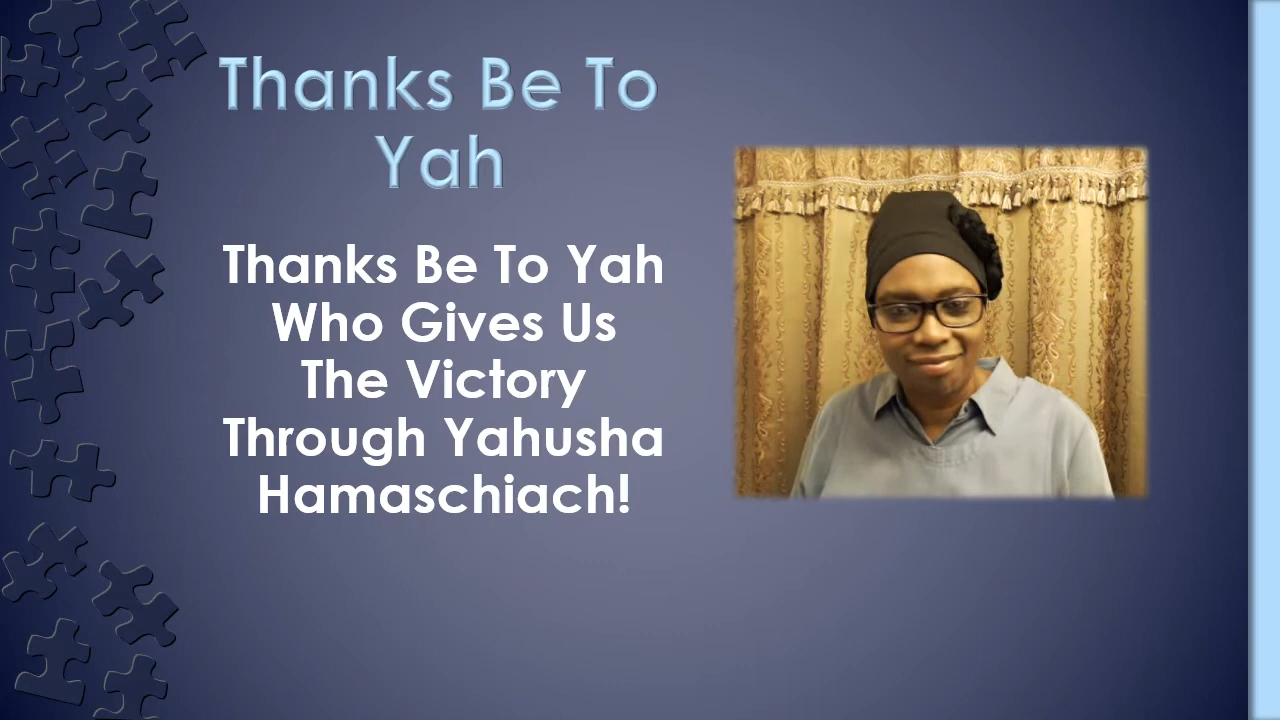 Thanks Be To
Yah
Thanks Be To Yah
Who Gives Us
The Victory
Through Yahusha
Hamaschiach!